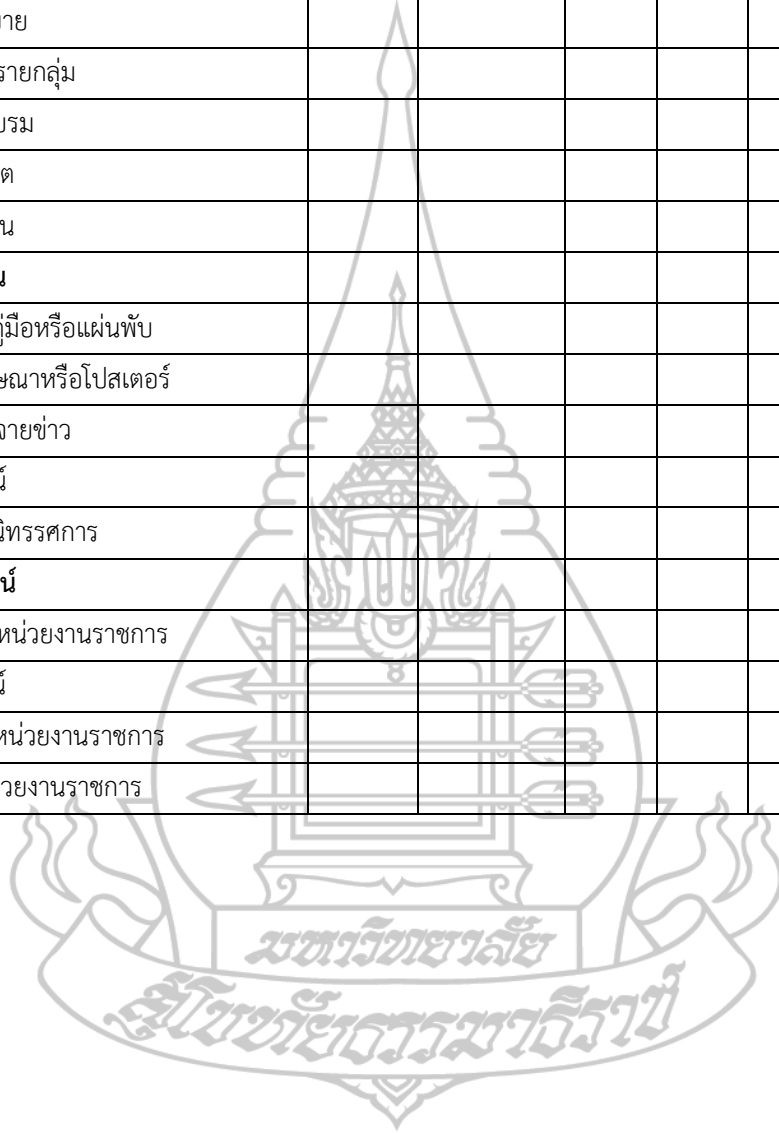 าย
รายกลุ่ม
บรม
ต
น
น
คู่มือหรือแผ่นพับ
ษณาหรือโปสเตอร์
จายข่าว
น์
นิทรรศการ
น์
หน่วยงานราชการ
น์
หน่วยงานราชการ
่วยงานราชการ
มหาวิทยาลัย
สุโขทัยธรรมาธิราช